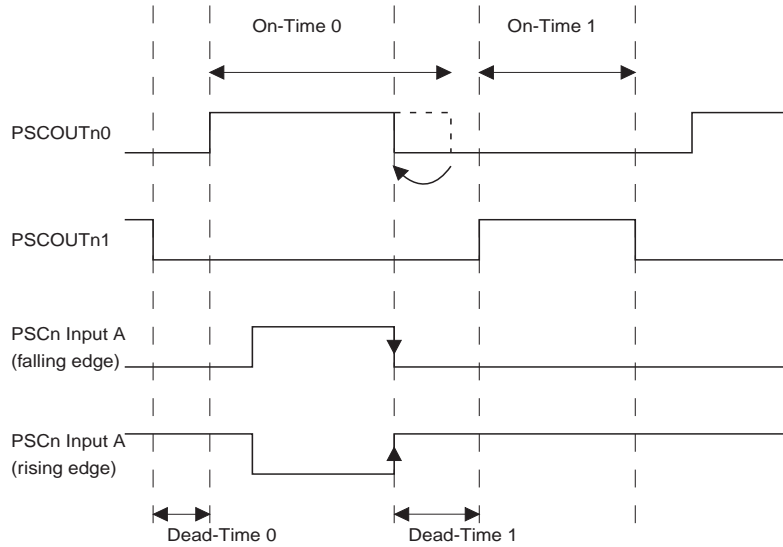 On-Time 0
On-Time 1
PSCOUTn0
PSCOUTn1
PSCn Input A
(falling edge)
PSCn Input A
(rising edge)
Dead-Time 0
Dead-Time 1